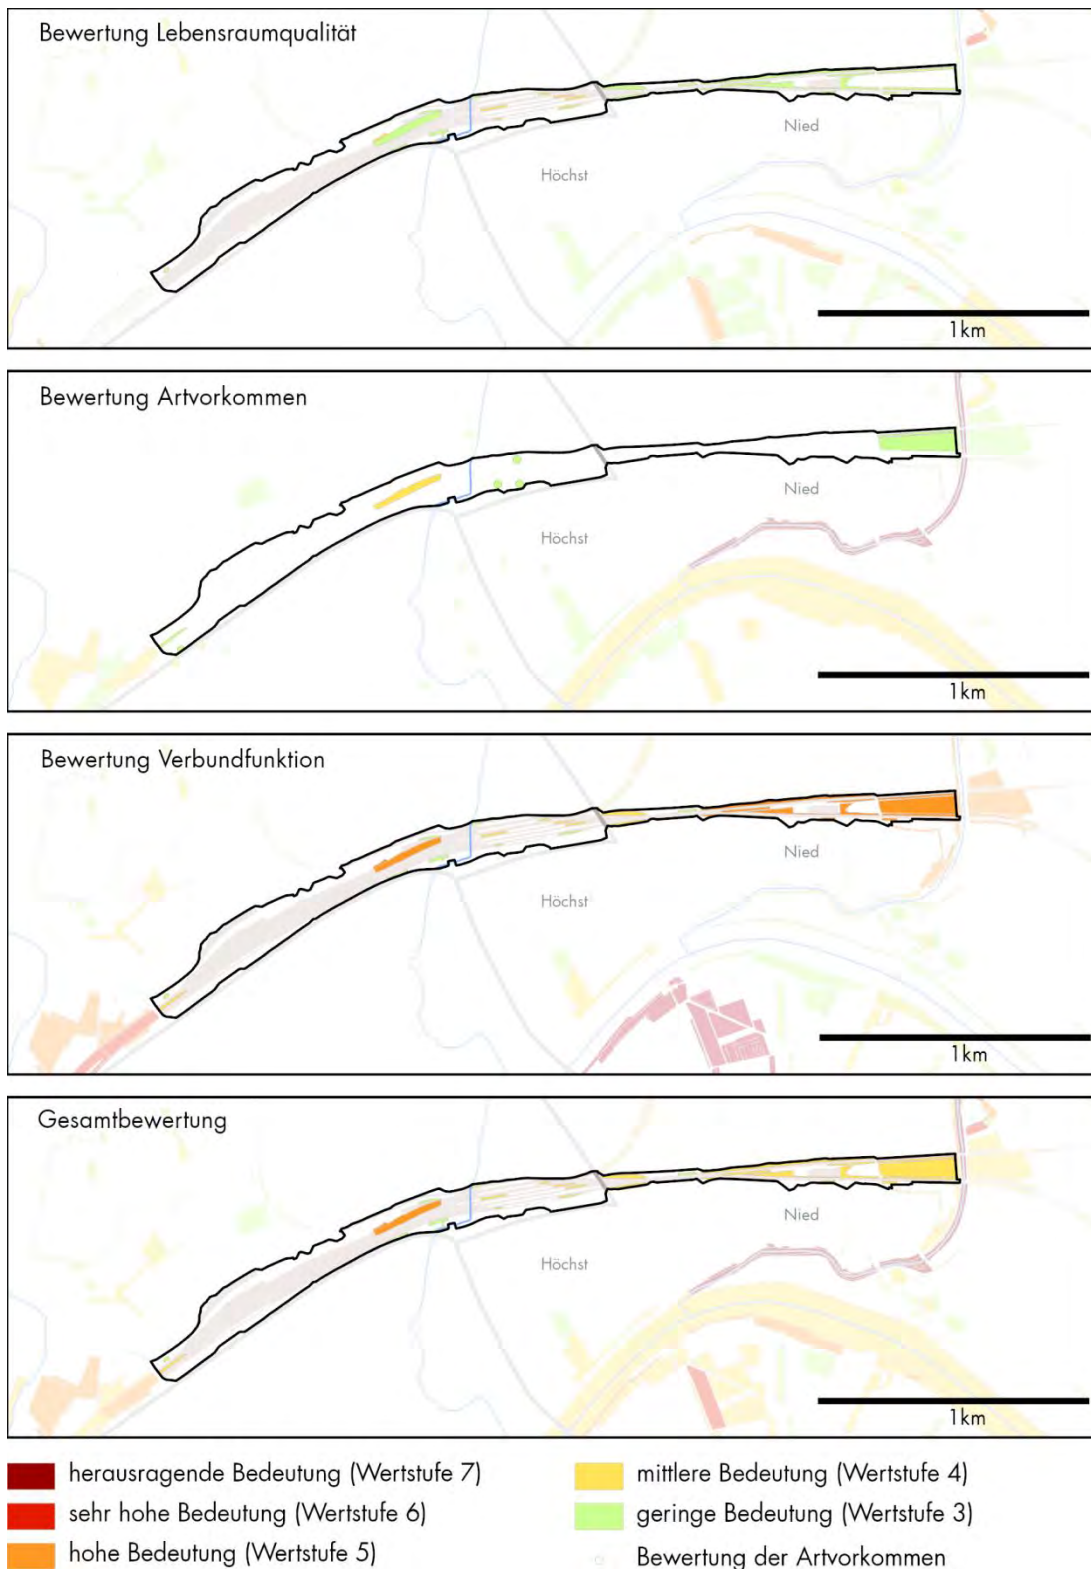 Bewertung Lebensraumqualität
Nied
Höchst
1km
Bewertung Artvorkommen
Nied
Höchst
1km
Bewertung Verbundfunktion
Nied
Höchst
1km
Gesamtbewertung
Nied
Höchst
1km
herausragende Bedeutung (Wertstufe 7)
sehr hohe Bedeutung (Wertstufe 6)
hohe Bedeutung (Wertstufe 5)
mittlere Bedeutung (Wertstufe 4)
geringe Bedeutung (Wertstufe 3)
Bewertung der Artvorkommen